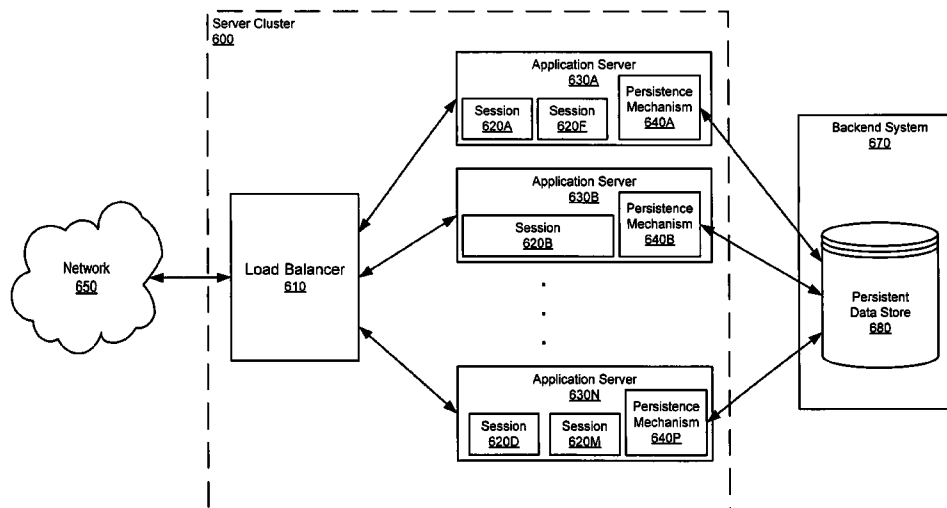 Server Cluster
600
Application Server
630A
Session
620A
Session
620F
Persistence
Mechanism
640A
Backend System
670
Application Server
630B
Session
620B
Persistence
Mechanism
640B
Network
650
Load Balancer
610
Persistent
Data Store
680
Application Server
630N
Session
620D
Session
620M
Persistence
Mechanism
640P